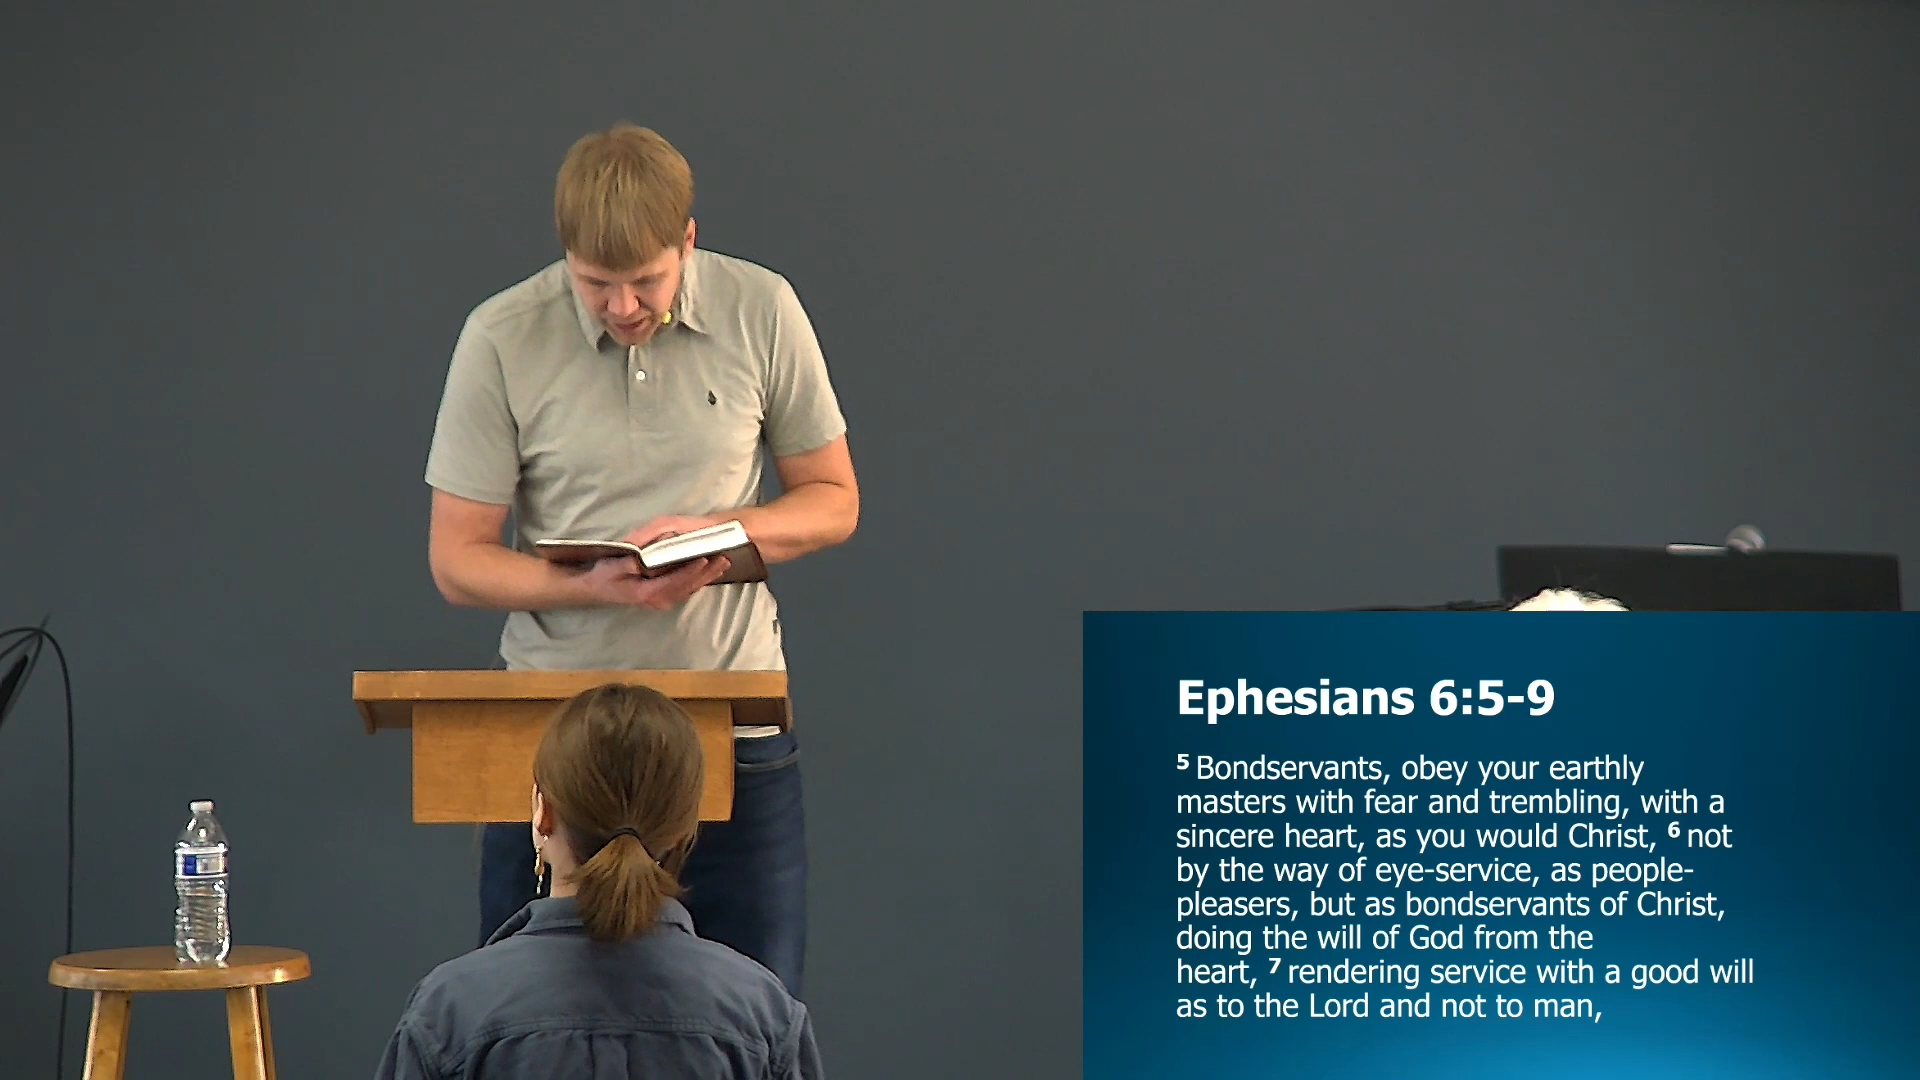 Ephesians 6:5-9
5 Bondservants, obey your earthly
masters with fear and trembling, with a
sincere heart, as you would Christ, 6 not
by the way of eye-service, as people-
pleasers, but as bondservants of Christ,
doing the will of God from the
heart, 7 rendering service with a good will
as to the Lord and not to man,